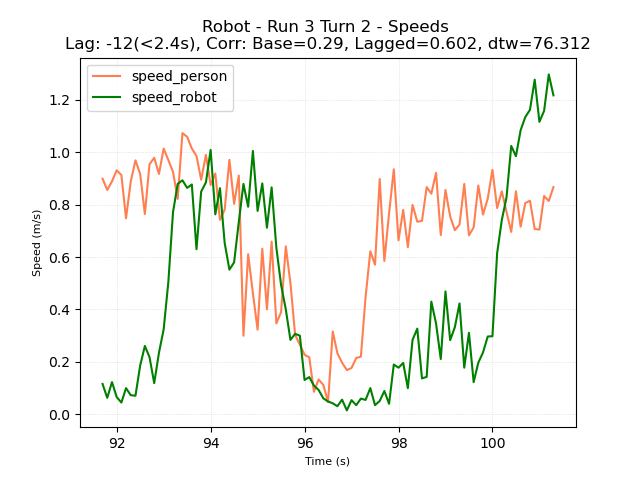 Robot - Run 3 Turn 2 - Speeds
Lag: -12(<2.4s), Corr: Base=0.29, Lagged=0.602, dtw=76.312
speed_person
speed_robot
1.2
1.0
0.8
0.6
0.4
0.2
0.0
Speed (m/s)
92 94 96 98 100
Time (s)